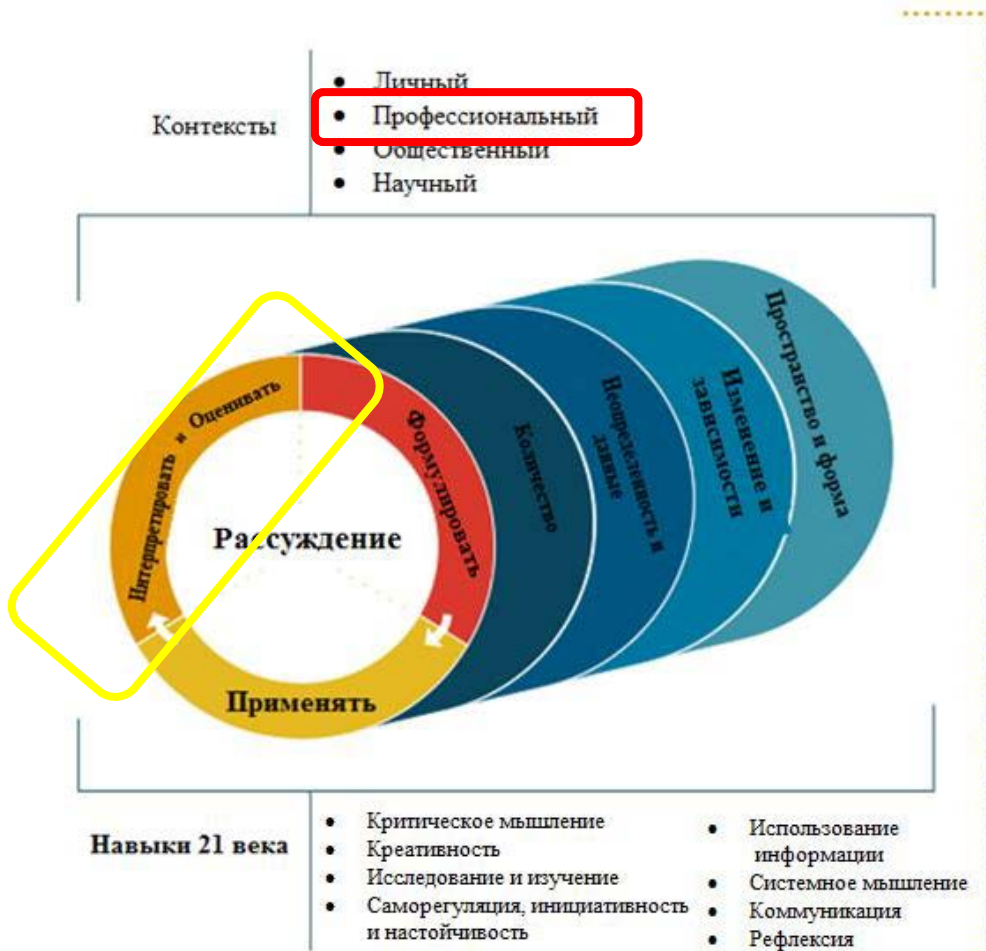 Контексты
• Личный
• Профессиональный
• Общественный
• Научный
Интерпретировать и Оценивать
Формулировать
Применять
Рассуждение
Количество
Неопределенность и
данные
Изменение и
зависимости
Пространство и форма
Навыки 21 века
• Критическое мышление
• Креативность
• Исследование и изучение
• Саморегуляция, инициативность
и настойчивость
• Использование
информации
• Системное мышление
• Коммуникация
• Рефлексия